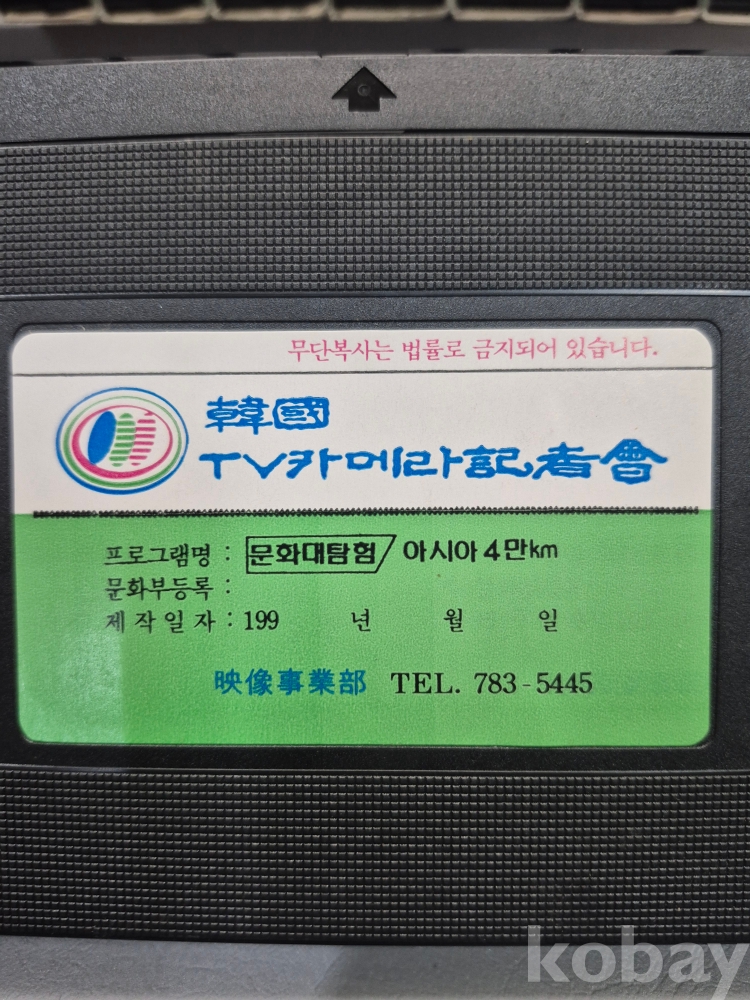 무단복사는 법률로 금지되어 있습니다.
韓國
TV카메라記者會
프로그램명 : 문화대탐험 아시아 4만km
문화부등록 :
제작일자 : 199 년 월 일
映像事業部 TEL. 783-5445
kobay